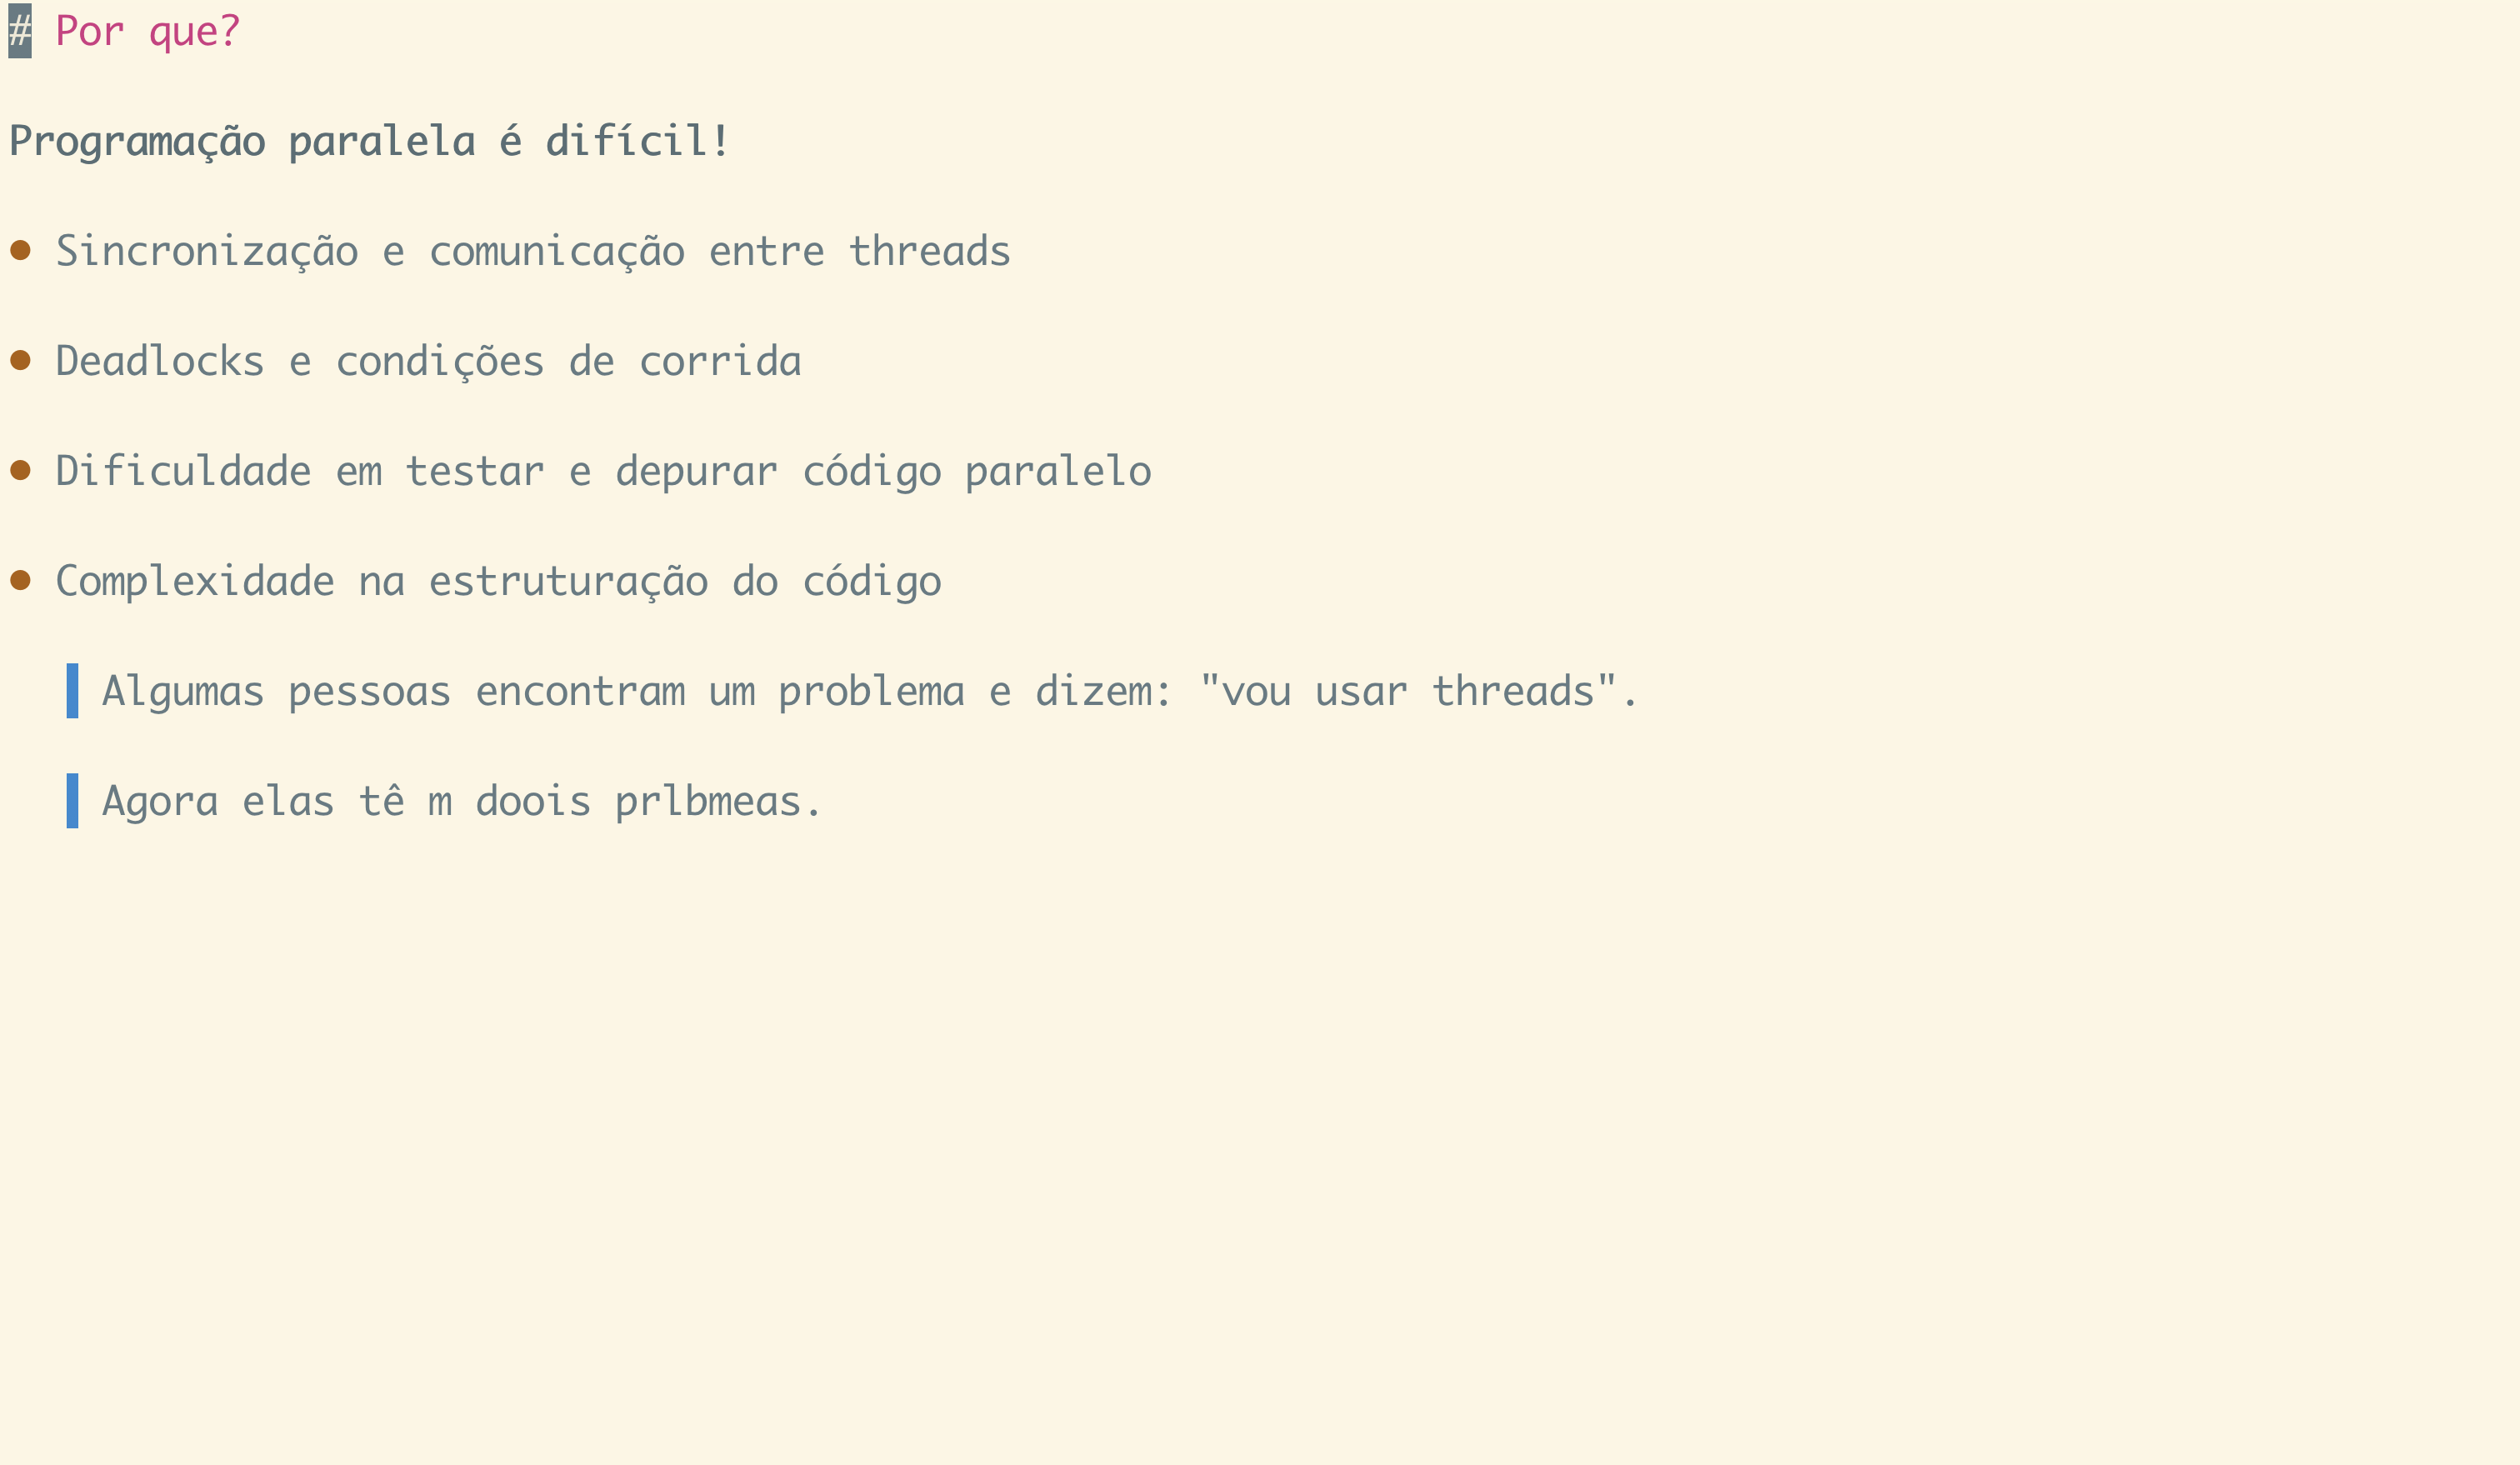 # Por que?
Programação paralela é difícil!
● Sincronização e comunicação entre threads
● Deadlocks e condições de corrida
● Dificuldade em testar e depurar código paralelo
● Complexidade na estruturação do código
Algumas pessoas encontram um problema e dizem: "vou usar threads".
Agora elas tê m doois prlbmeas.